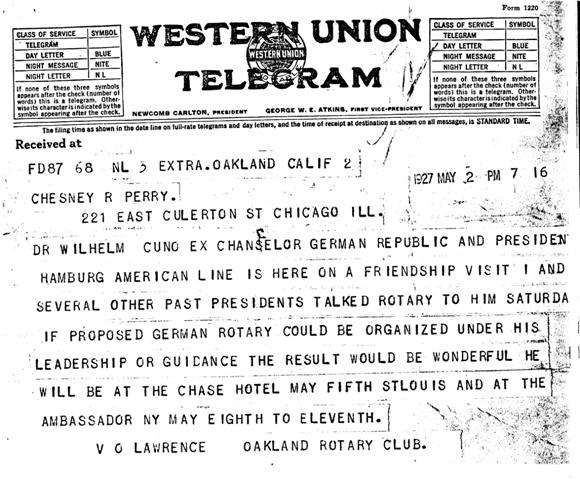 Form 1220
CLASS OF SERVICE SYMBOL
TELEGRAM
DAY LETTER BLUE
NIGHT MESSAGE NITE
NIGHT LETTER N L
If none of these three symbols
appears after the check (number of
words) this is a telegram. Other-
wise its character is indicated by the
symbol appearing after the check.
WESTERN UNION
WESTERN UNION
TELEGRAM
NEWCOMB CARLTON, PRESIDENT GEORGE W. E. ATKINS, FIRST VICE-PRESIDENT
CLASS OF SERVICE SYMBOL
TELEGRAM
DAY LETTER BLUE
NIGHT MESSAGE NITE
NIGHT LETTER N L
If none of these three symbols
appears after the check (number of
words) this is a telegram. Other-
wise its character is indicated by the
symbol appearing after the check.
The filing time as shown in the date line on full-rate telegrams and day letters, and the time of receipt at destination as shown on all messages, is STANDARD TIME.
Received at
FD87 68 NL 3 EXTRA.OAKLAND CALIF 2
1927 MAY 2 PM 7 16
CHESNEY R PERRY.
221 EAST CULERTON ST CHICAGO ILL.
DR WILHELM CUNO EX CHANSELOR GERMAN REPUBLIC AND PRESIDEN
HAMBURG AMERICAN LINE IS HERE ON A FRIENDSHIP VISIT I AND
SEVERAL OTHER PAST PRESIDENTS TALKED ROTARY TO HIM SATURDA
IF PROPOSED GERMAN ROTARY COULD BE ORGANIZED UNDER HIS
LEADERSHIP OR GUIDANCE THE RESULT WOULD BE WONDERFUL HE
WILL BE AT THE CHASE HOTEL MAY FIFTH STLOUIS AND AT THE
AMBASSADOR NY MAY EIGHTH TO ELEVENTH.
V O LAWRENCE OAKLAND ROTARY CLUB.